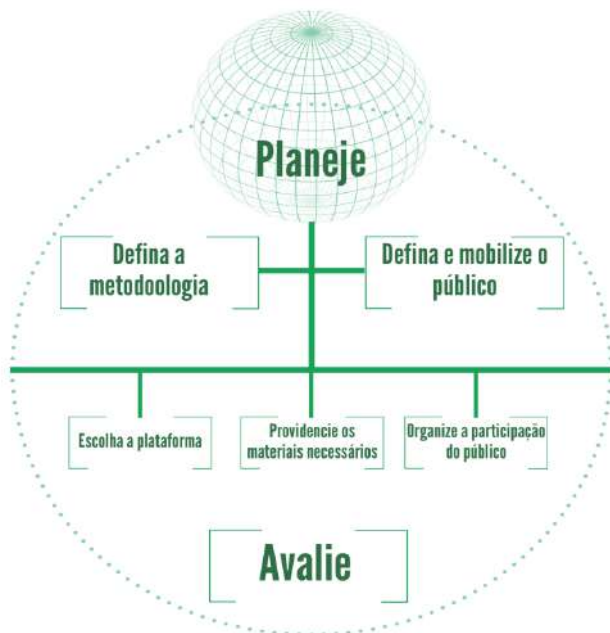 Planeje
Defina a
metodoologia
Defina e mobilize o
público
Escolha a plataforma
Providencie os
materiais necessários
Organize a participação
do público
Avalie